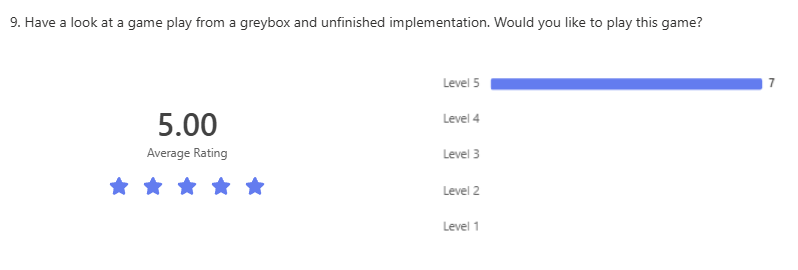 9. Have a look at a game play from a greybox and unfinished implementation. Would you like to play this game?
5.00
Average Rating
Level 5
7
Level 4
Level 3
Level 2
Level 1